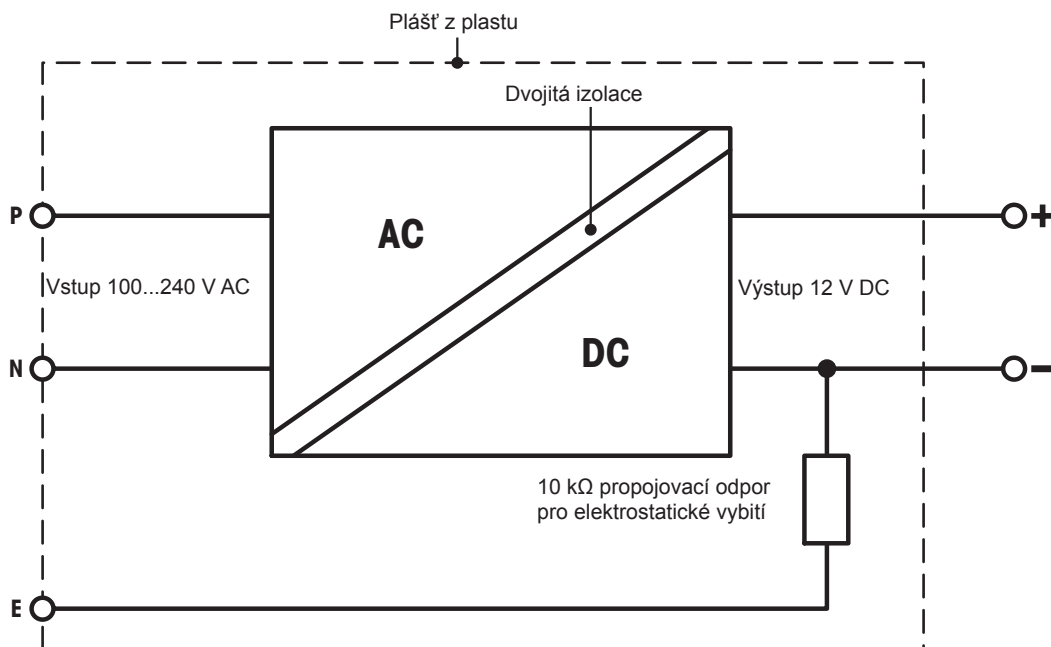 Plášť z plastu
Dvojitá izolace
P
AC
+
Vstup 100...240 V AC
Výstup 12 V DC
N
DC
–
10 kΩ propojovací odpor
pro elektrostatické vybití
E